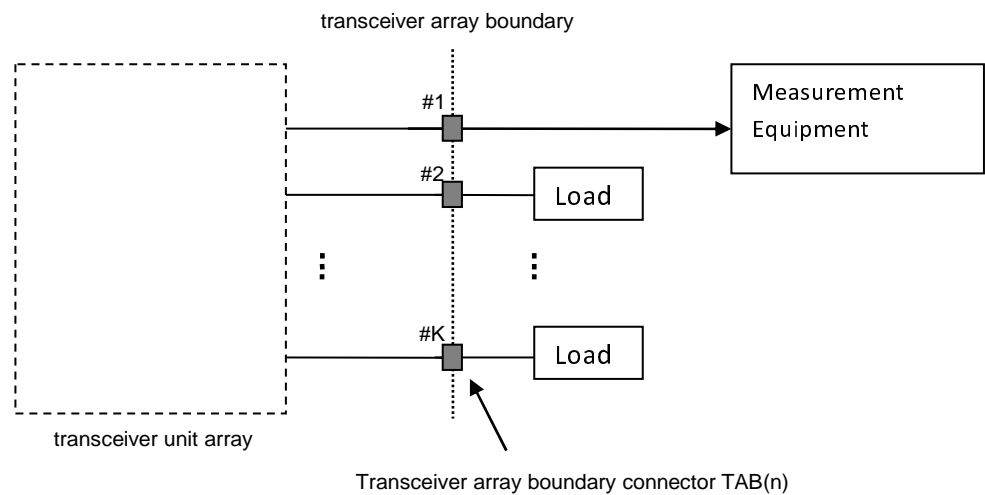 transceiver array boundary
#1
Measurement
Equipment
#2
Load
#K
Load
transceiver unit array
Transceiver array boundary connector TAB(n)